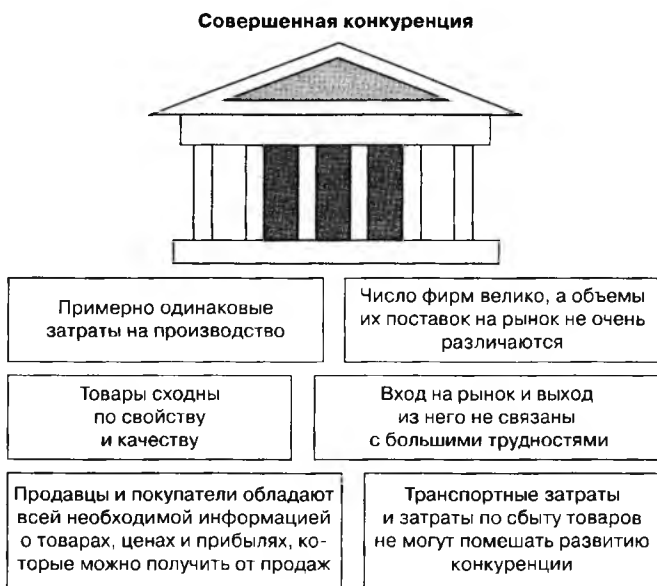 Совершенная конкуренция
Примерно одинаковые
затраты на производство
Число фирм велико, а объемы
их поставок на рынок не очень
различаются
Товары сходны
по свойству
и качеству
Вход на рынок и выход
из него не связаны
с большими трудностями
Продавцы и покупатели обладают
всей необходимой информацией
о товарах, ценах и прибылях, ко-
торые можно получить от продаж
Транспортные затраты
и затраты по сбыту товаров
не могут помешать развитию
конкуренции